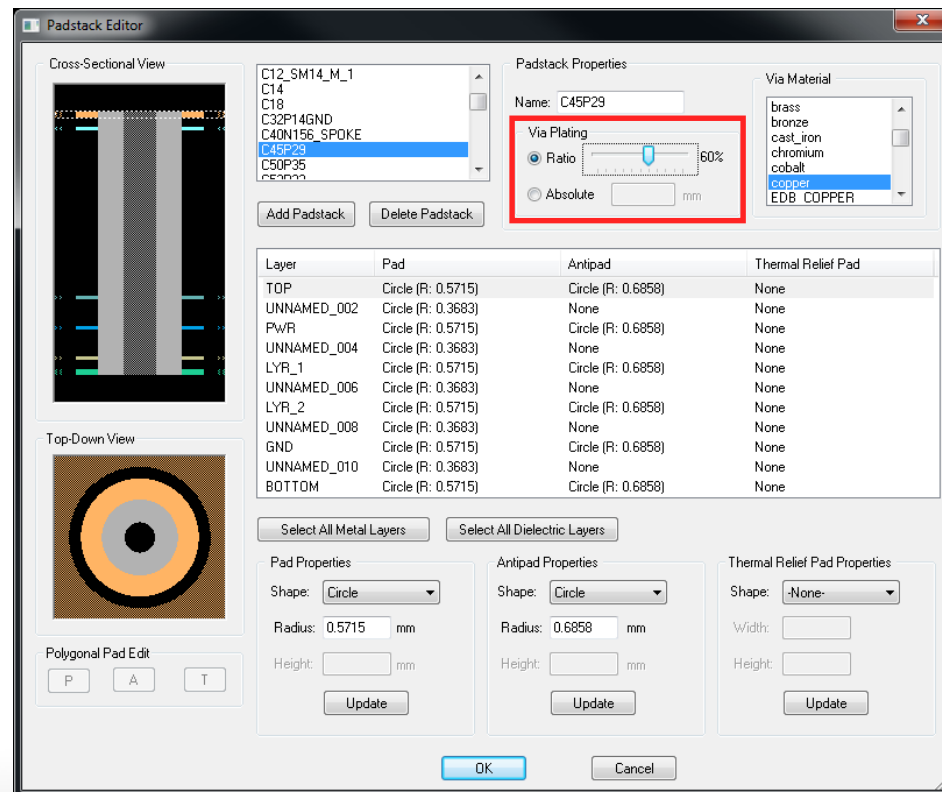 Padstack Editor
Cross-Sectional View
C12_SM14_M_1
C14
C18
C32P14GND
C40N156_SPOKE
C45P29
C50P35
Add Padstack
Delete Padstack
Padstack Properties
Name: C45P29
Via Plating
Ratio 60%
Absolute mm
Via Material
brass
bronze
cast_iron
chromium
cobalt
copper
EDB_COPPER
Layer Pad Antipad Thermal Relief Pad
TOP Circle (R: 0.5715) Circle (R: 0.6858) None
UNNAMED_002 Circle (R: 0.3683) None None
PWR Circle (R: 0.5715) Circle (R: 0.6858) None
UNNAMED_004 Circle (R: 0.3683) None None
LYR_1 Circle (R: 0.5715) Circle (R: 0.6858) None
UNNAMED_006 Circle (R: 0.3683) None None
LYR_2 Circle (R: 0.5715) Circle (R: 0.6858) None
UNNAMED_008 Circle (R: 0.3683) None None
GND Circle (R: 0.5715) Circle (R: 0.6858) None
UNNAMED_010 Circle (R: 0.3683) None None
BOTTOM Circle (R: 0.5715) Circle (R: 0.6858) None
Top-Down View
Polygonal Pad Edit
P A T
Select All Metal Layers
Select All Dielectric Layers
Pad Properties
Shape: Circle
Radius: 0.5715 mm
Height: mm
Update
Antipad Properties
Shape: Circle
Radius: 0.6858 mm
Height: mm
Update
Thermal Relief Pad Properties
Shape: -None-
Width:
Height:
Update
OK
Cancel